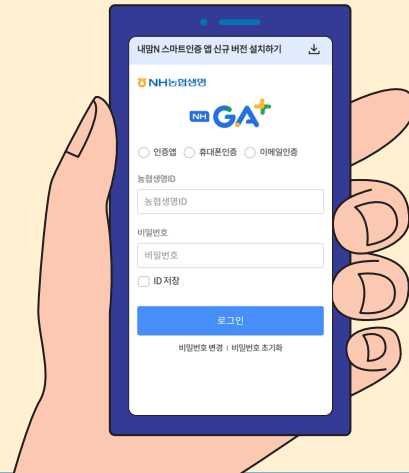 내맘N 스마트인증 앱 신규 버전 설치하기
NH농협생명
NH GA+
인증앱 휴대폰인증 이메일인증
농협생명ID
농협생명ID
비밀번호
비밀번호
ID 저장
로그인
비밀번호 변경 | 비밀번호 초기화